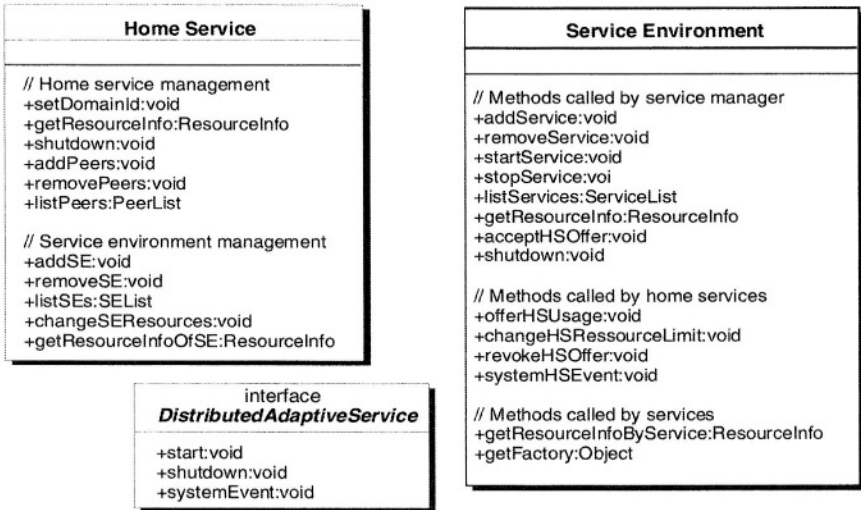 Home Service
// Home service management
+setDomainId:void
+getResourceInfo:ResourceInfo
+shutdown:void
+addPeers:void
+removePeers:void
+listPeers:PeerList
// Service environment management
+addSE:void
+removeSE:void
+listSEs:SEList
+changeSEResources:void
+getResourceInfoOfSE:ResourceInfo
interface
DistributedAdaptiveService
+start:void
+shutdown:void
+systemEvent:void
Service Environment
// Methods called by service manager
+addService:void
+removeService:void
+startService:void
+stopService:voi
+listServices:ServiceList
+getResourceInfo:ResourceInfo
+acceptHSOffer:void
+shutdown:void
// Methods called by home services
+offerHSUsage:void
+changeHSRessourceLimit:void
+revokeHSOffer:void
+systemHSEvent:void
// Methods called by services
+getResourceInfoByService:ResourceInfo
+getFactory:Object